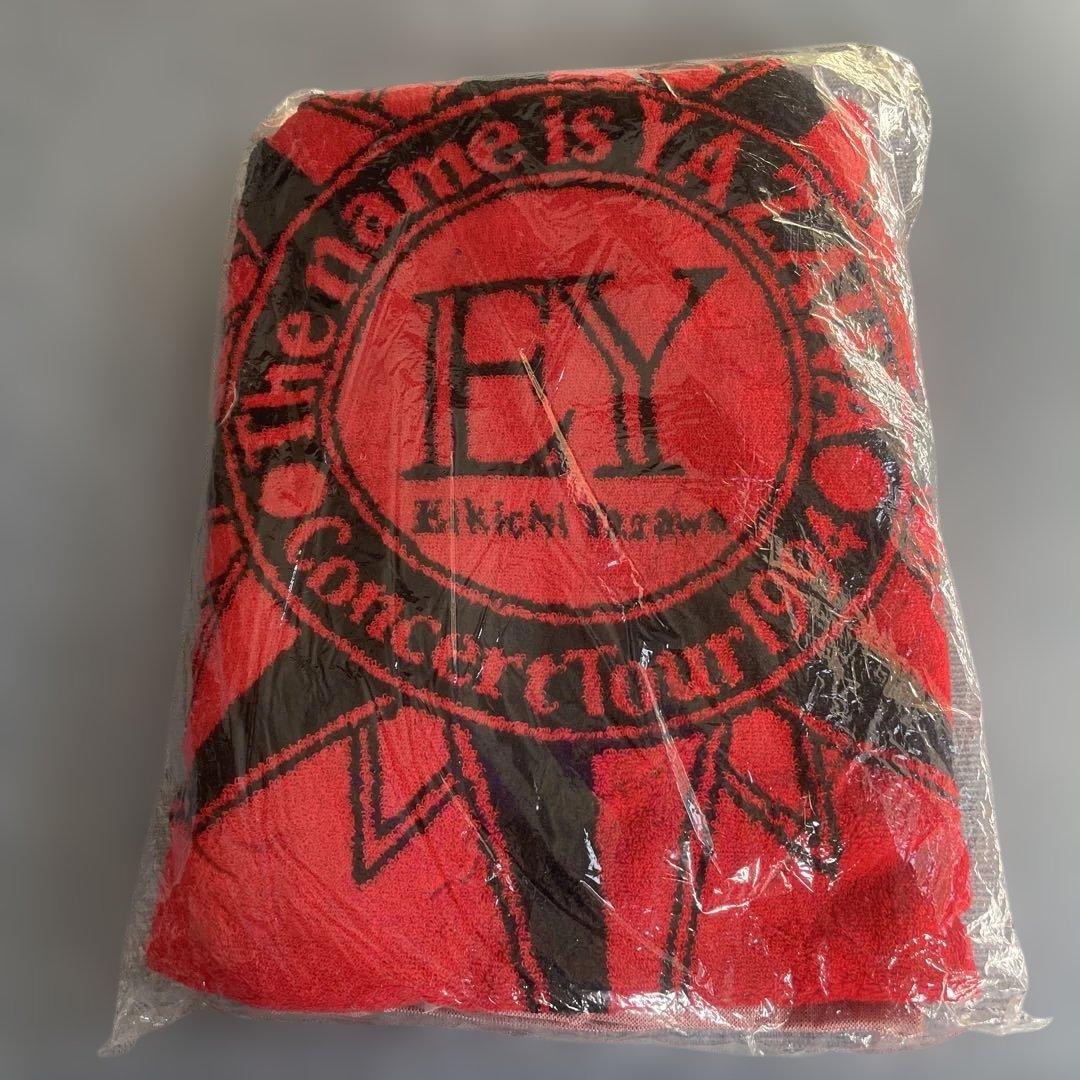 The Name is YAZAWA
EY
Eikichi Yazawa
Concert Tour 1994